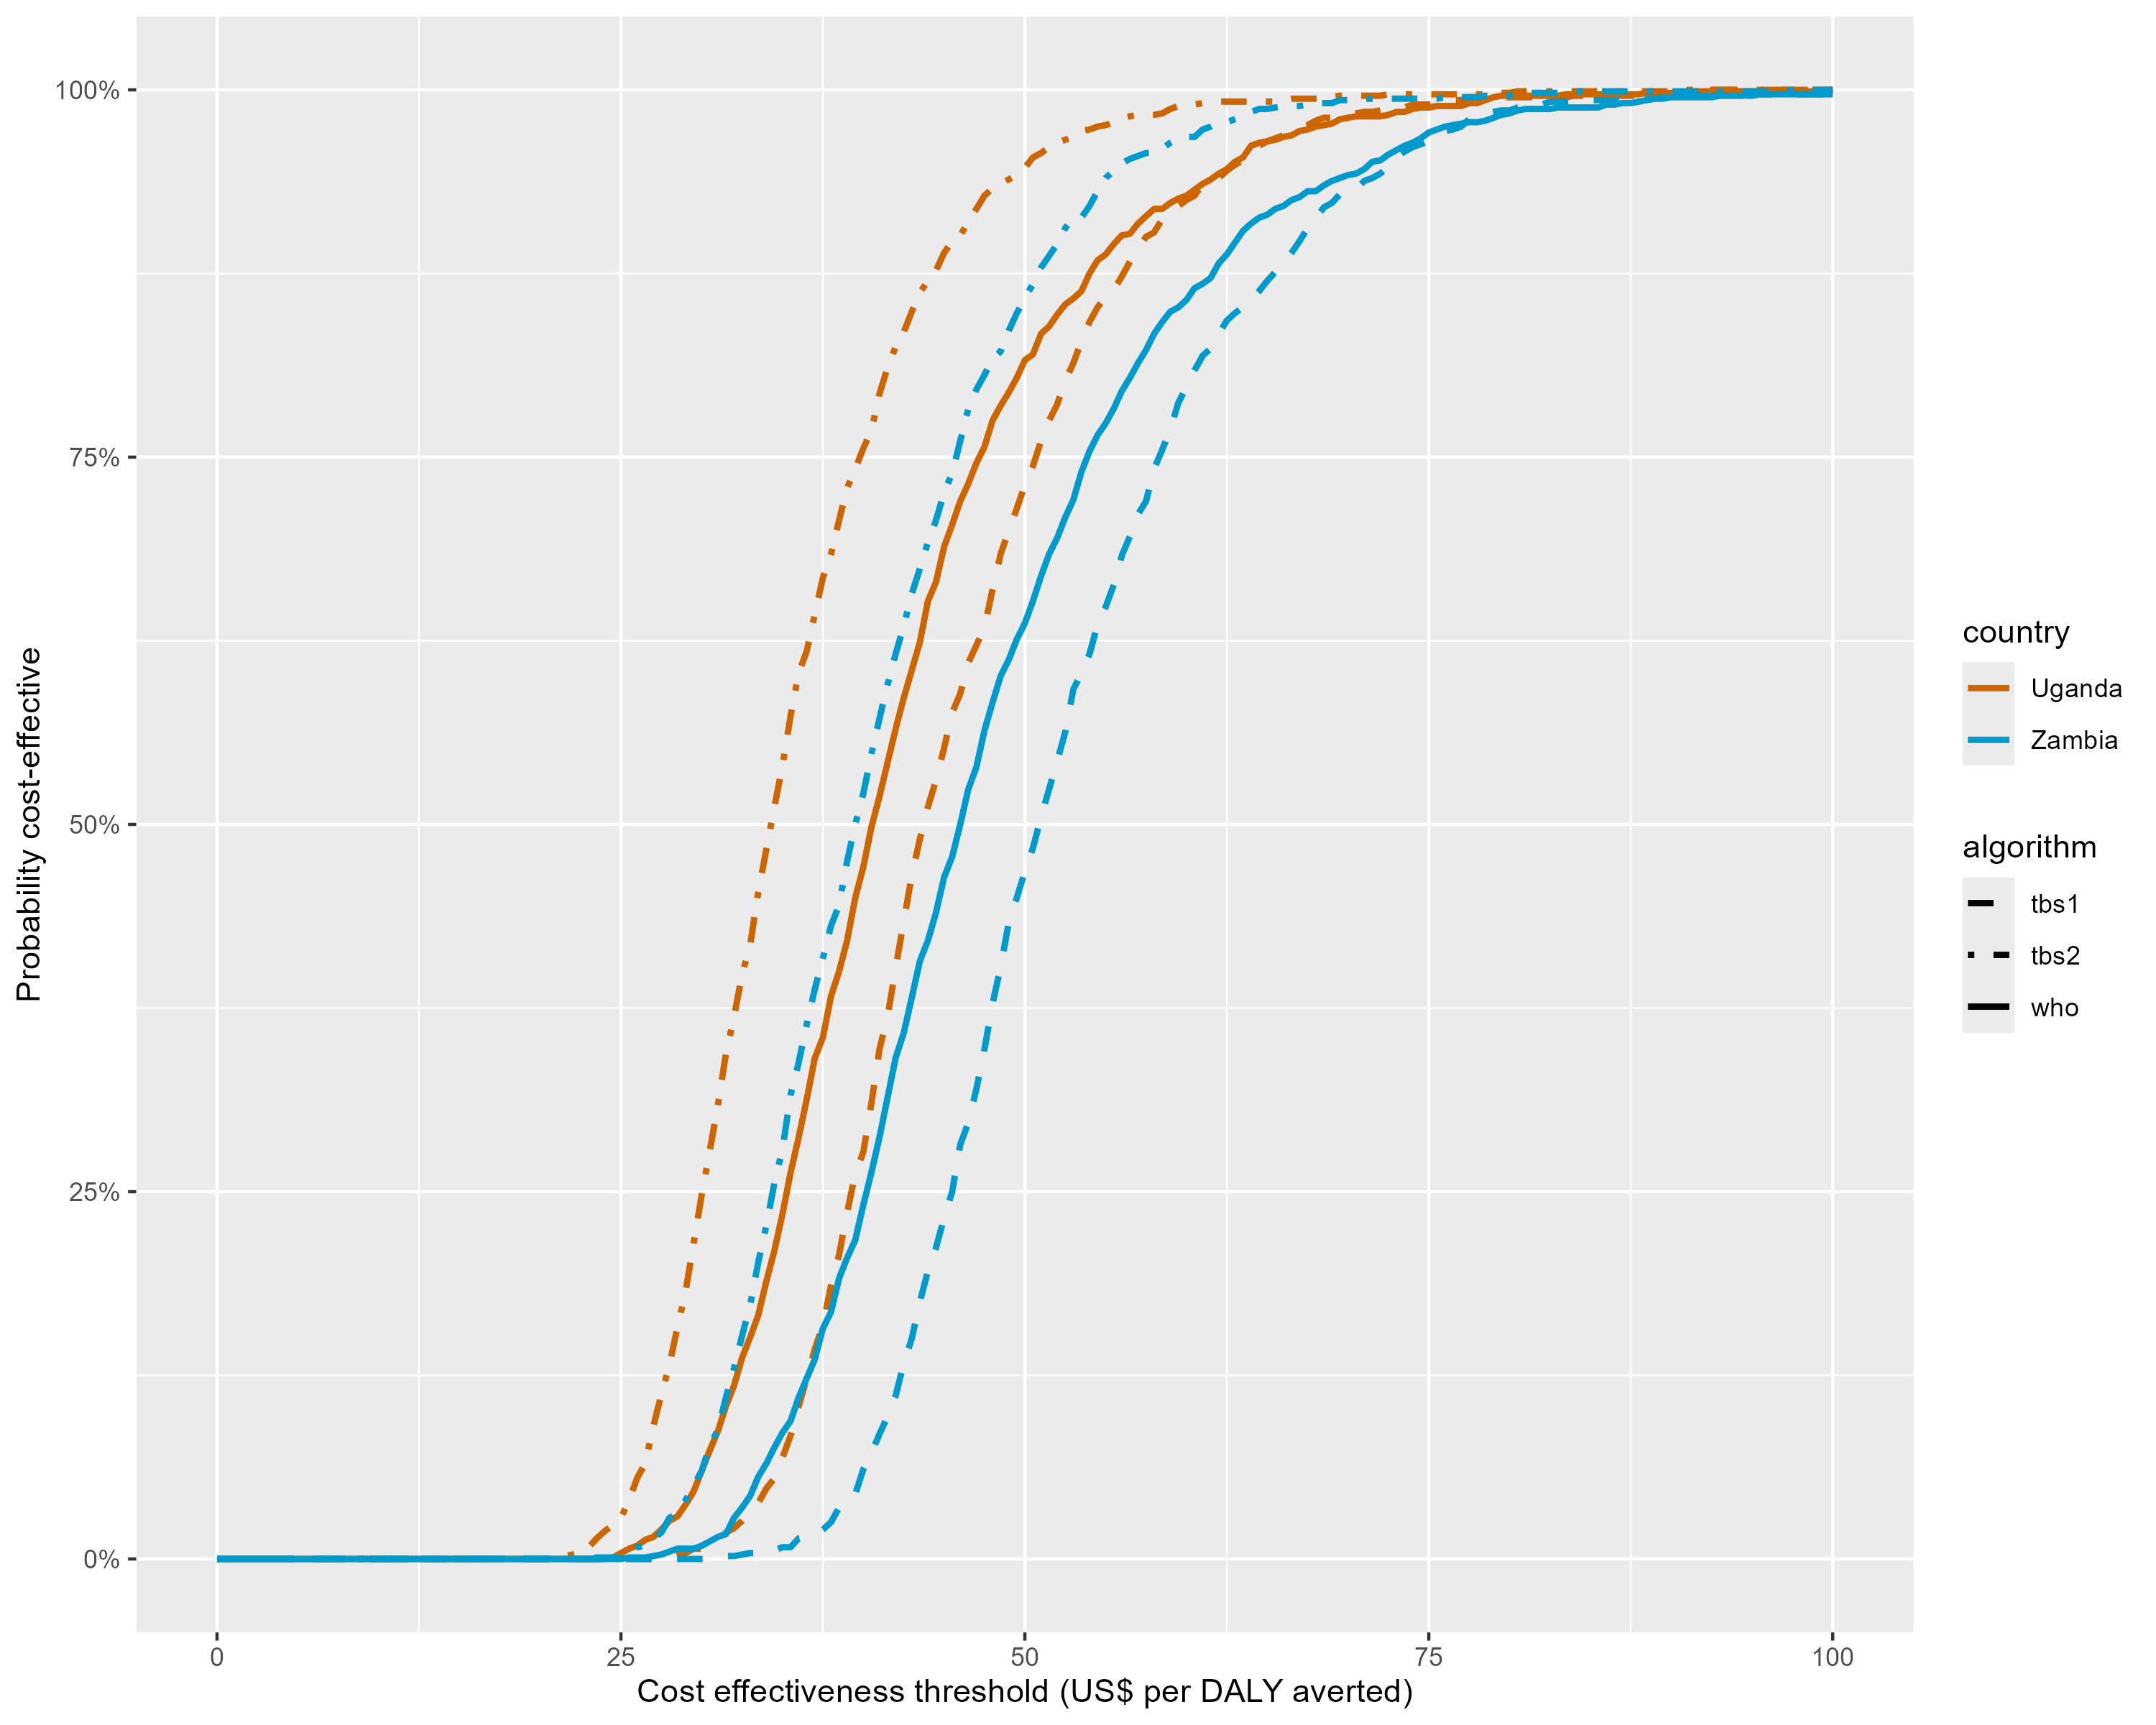 100%
75%
50%
25%
0%
Probability cost-effective
0
25
50
75
100
Cost effectiveness threshold (US$ per DALY averted)
country
Uganda
Zambia
algorithm
tbs1
tbs2
who